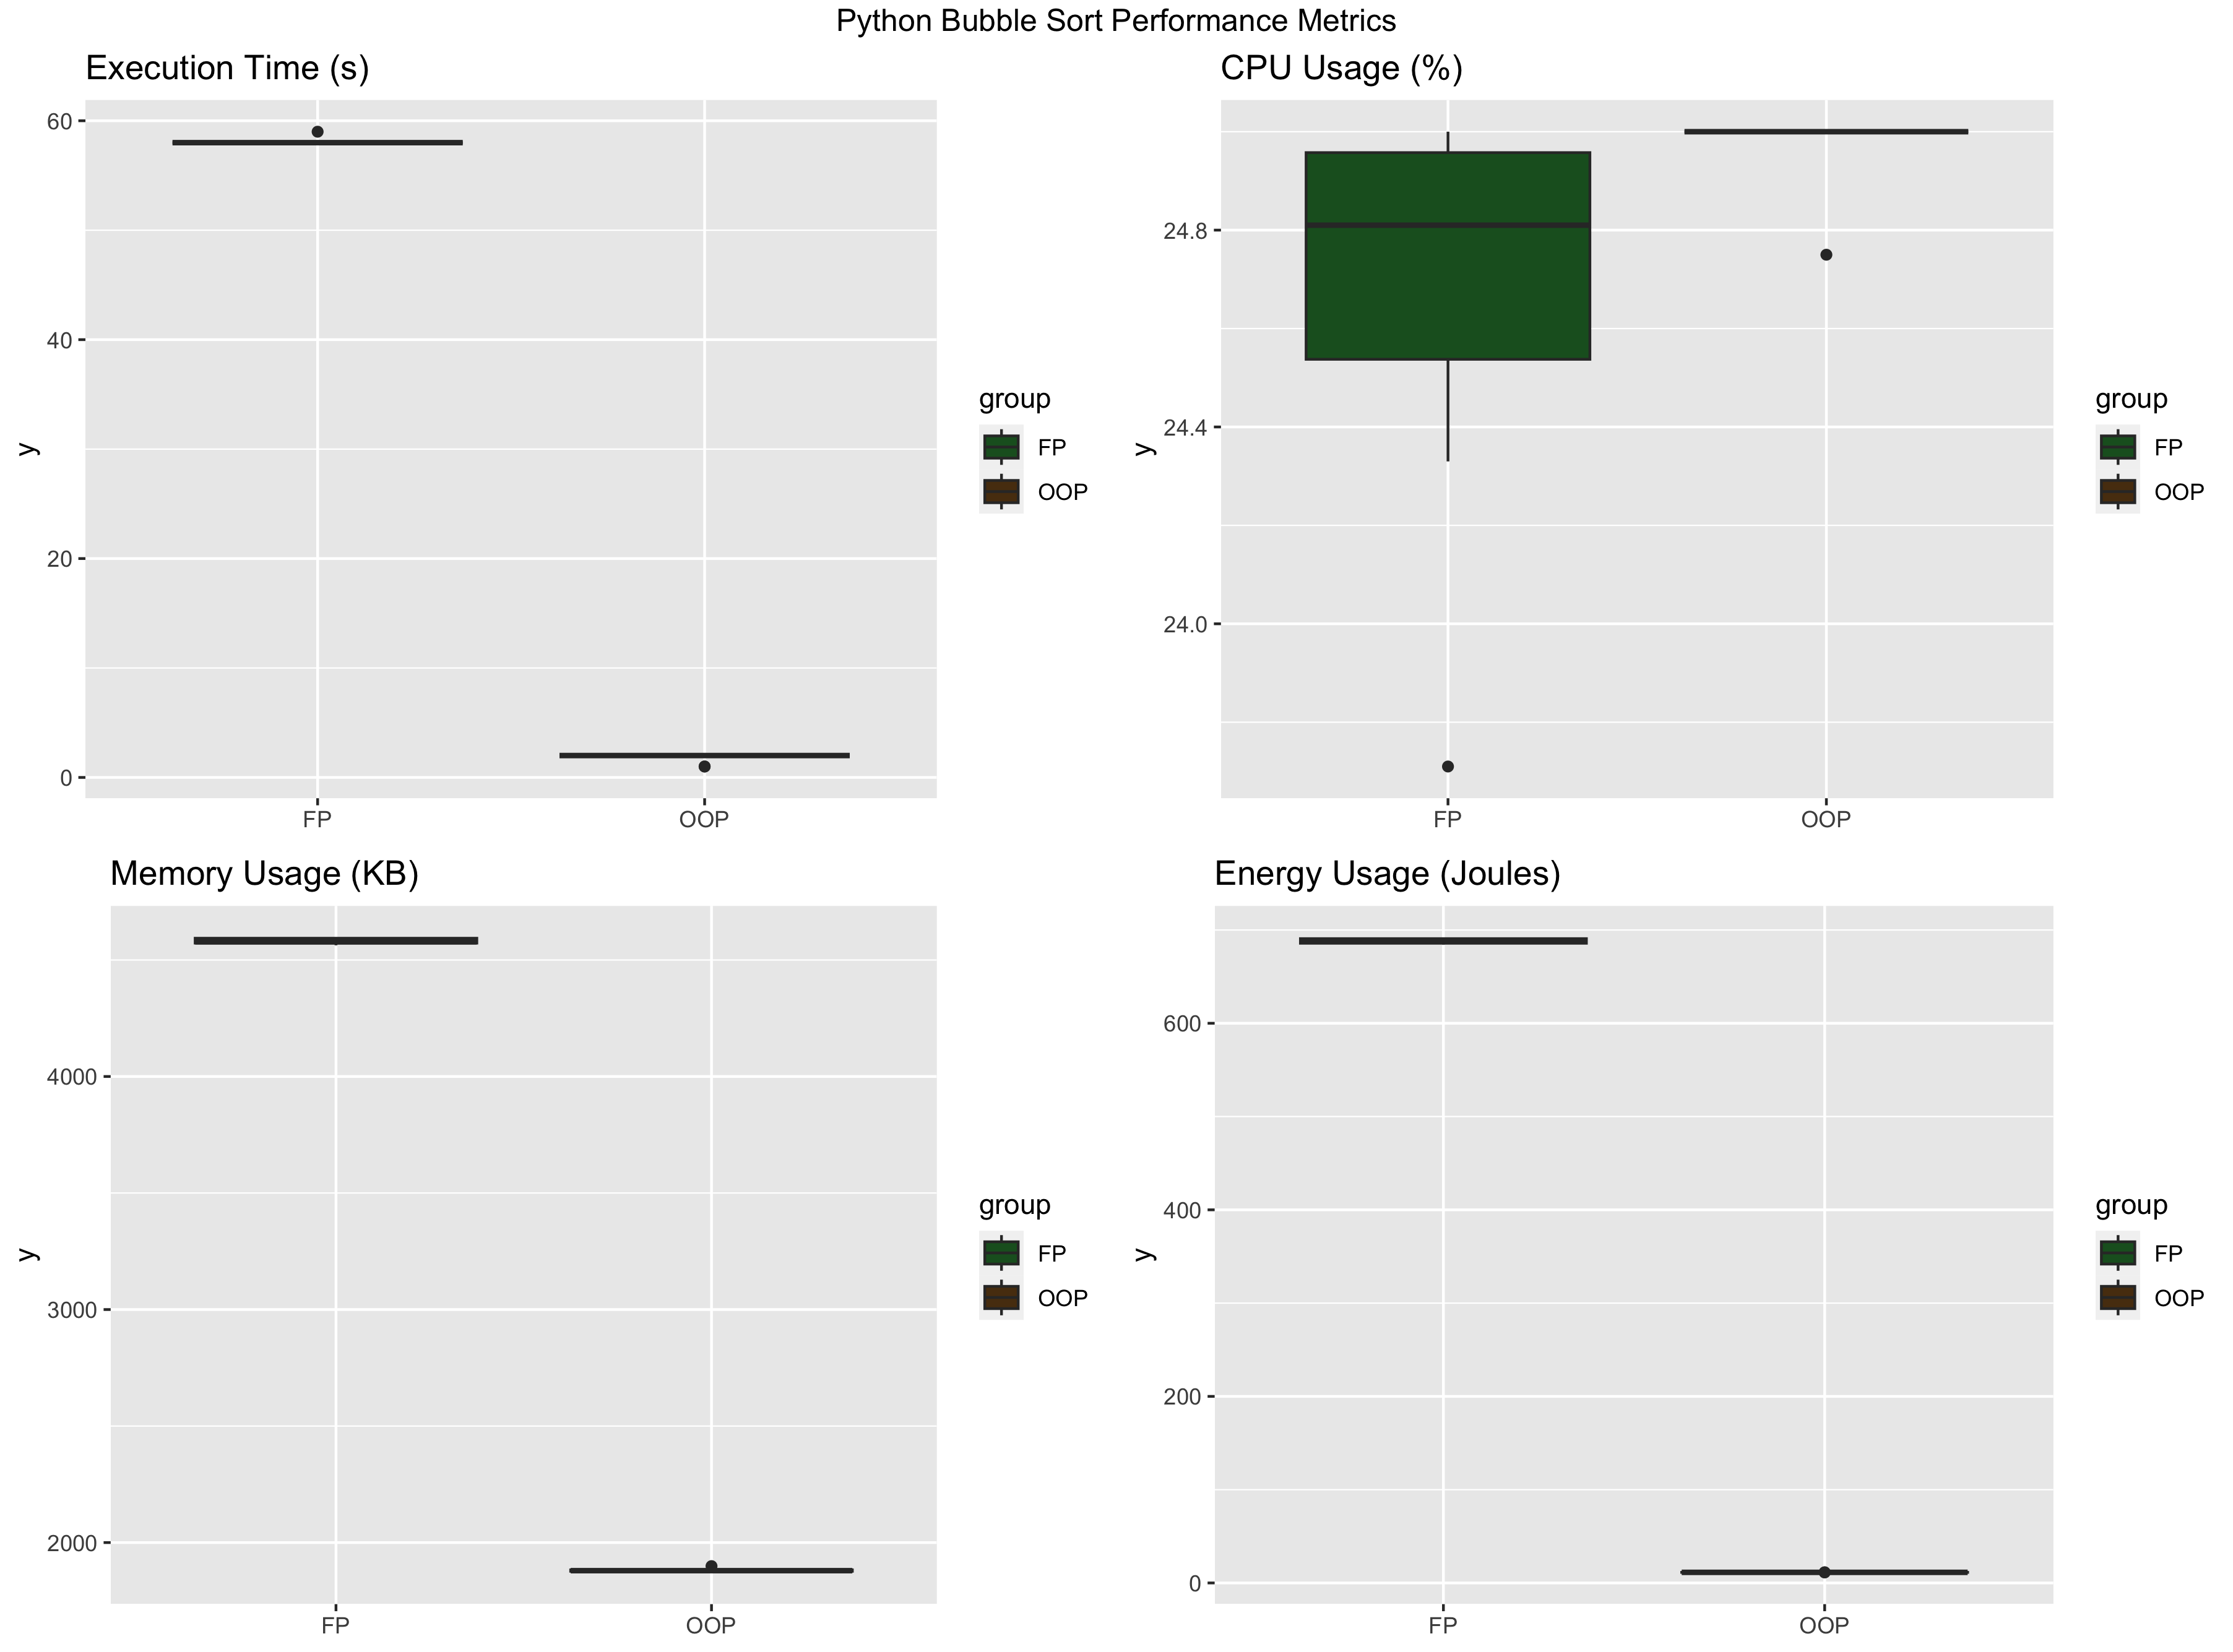 Python Bubble Sort Performance Metrics
Execution Time (s)
y
60
40
20
0
FP
OOP
group
FP
OOP
CPU Usage (%)
y
24.8
24.4
24.0
FP
OOP
group
FP
OOP
Memory Usage (KB)
y
4000
3000
2000
FP
OOP
group
FP
OOP
Energy Usage (Joules)
y
600
400
200
0
FP
OOP
group
FP
OOP